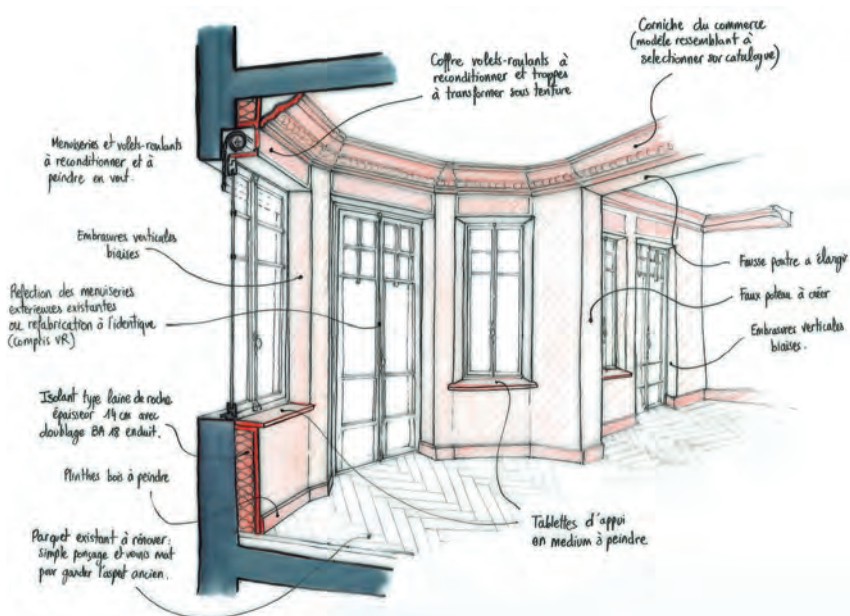 Corniche du commerce
(modèle ressemblant à
selectionner sur catalogue)
Coffre volets-roulants à
reconditionner et trappes
à transformer sous tenture
Menuiseries et volets-roulants
à reconditionner et à
peindre en vert.
Embrasures verticales
biaises
Refection des menuiseries
exterieures existantes
ou refabrication à l'identique
(compris VR)
Fausse poutre a élargir
Faux poteau à créer
Embrasures verticales
biaises.
Isolant type laine de roche
épaisseur 14 cm avec
doublage BA 18 enduit.
Plinthes bois à peindre
Parquet existant à rénover:
simple ponçage et vernis mat
pour garder l'aspect ancien.
Tablettes d'appui
en medium à peindre